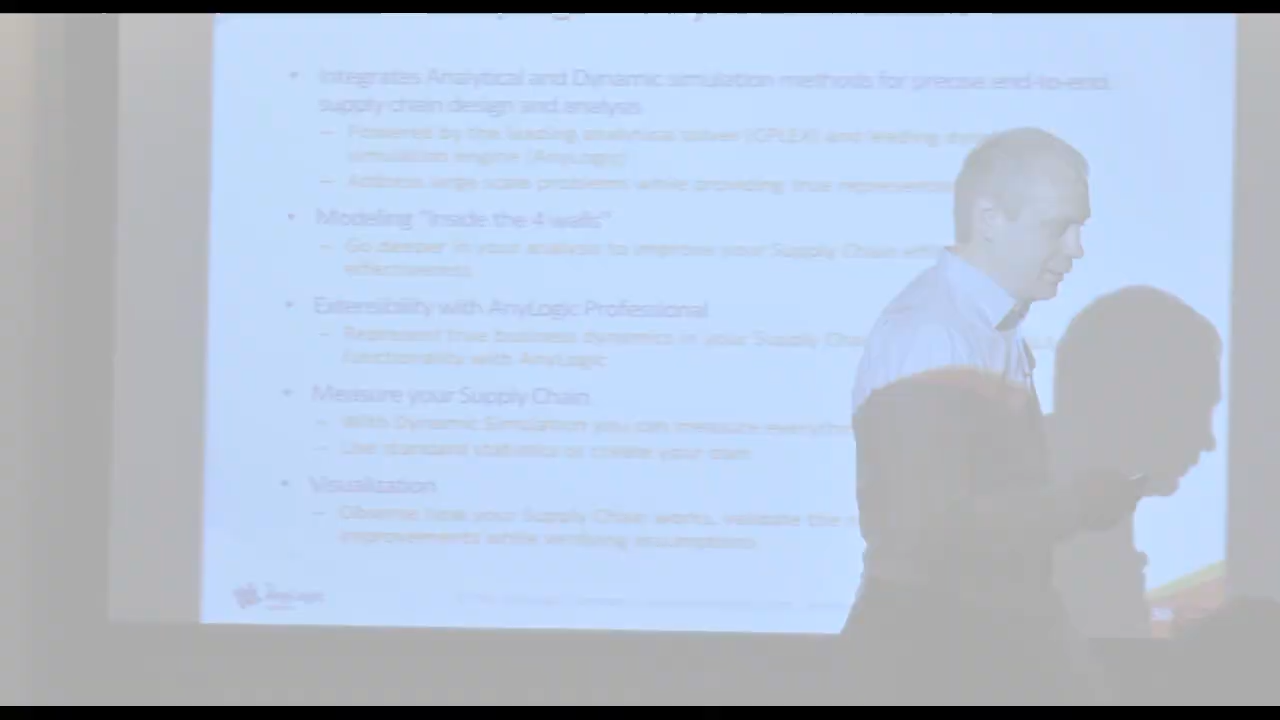 • Integrates Analytical and Dynamic simulation methods for precise end-to-end
supply chain design and analysis
– Powered by the leading analytical solver (CPLEX) and leading
simulation engine (AnyLogic)
– Address large scale problems while providing true
• Modeling "Inside the 4 walls"
– Go deeper in your analysis to improve your Supply Chain
effectiveness
• Extensibility with AnyLogic Professional
– Represent true business dynamics in your Supply
functionality with AnyLogic
• Measure your Supply Chain
– With Dynamic Simulation you can measure
– Use standard statistics or create your own
• Visualization
– Observe how your Supply Chain works, validate the
improvements while verifying assumptions